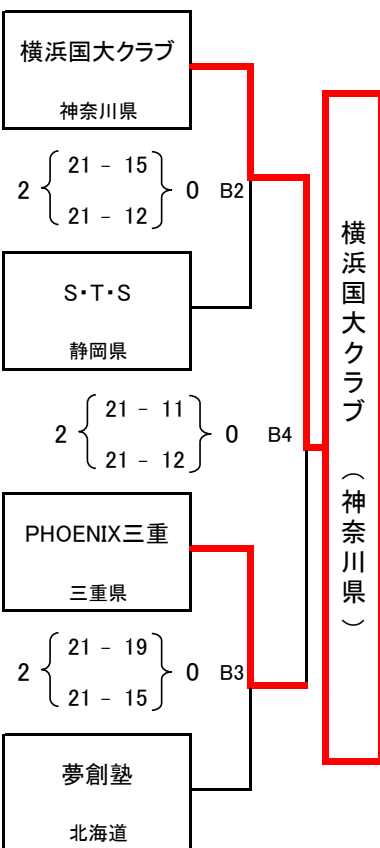 横浜国大クラブ
神奈川県
2 { 21 - 15 } 0 B2
21 - 12
S・T・S
静岡県
2 { 21 - 11 } 0 B4
21 - 12
PHOENIX三重
三重県
2 { 21 - 19 } 0 B3
21 - 15
夢創塾
北海道
横浜国大クラブ（神奈川県）